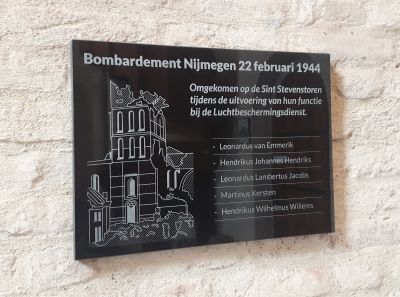 Bombardement Nijmegen 22 februari 1944
Omgekomen op de Sint Stevenstoren
tijdens de uitvoering van hun functie
bij de Luchtbeschermingsdienst.
- Leonardus van Emmerik
- Hendrikus Johannes Hendriks
- Leonardus Lambertus Jacobs
- Martinus Kersten
- Hendrikus Wilhelmus Willems